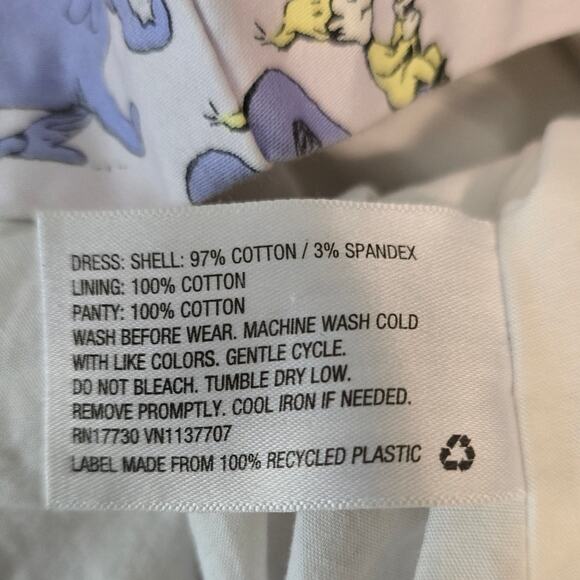 DRESS: SHELL: 97% COTTON / 3% SPANDEX
LINING: 100% COTTON
PANTY: 100% COTTON
WASH BEFORE WEAR. MACHINE WASH COLD
WITH LIKE COLORS. GENTLE CYCLE.
DO NOT BLEACH. TUMBLE DRY LOW.
REMOVE PROMPTLY. COOL IRON IF NEEDED.
RN17730 VN1137707
LABEL MADE FROM 100% RECYCLED PLASTIC